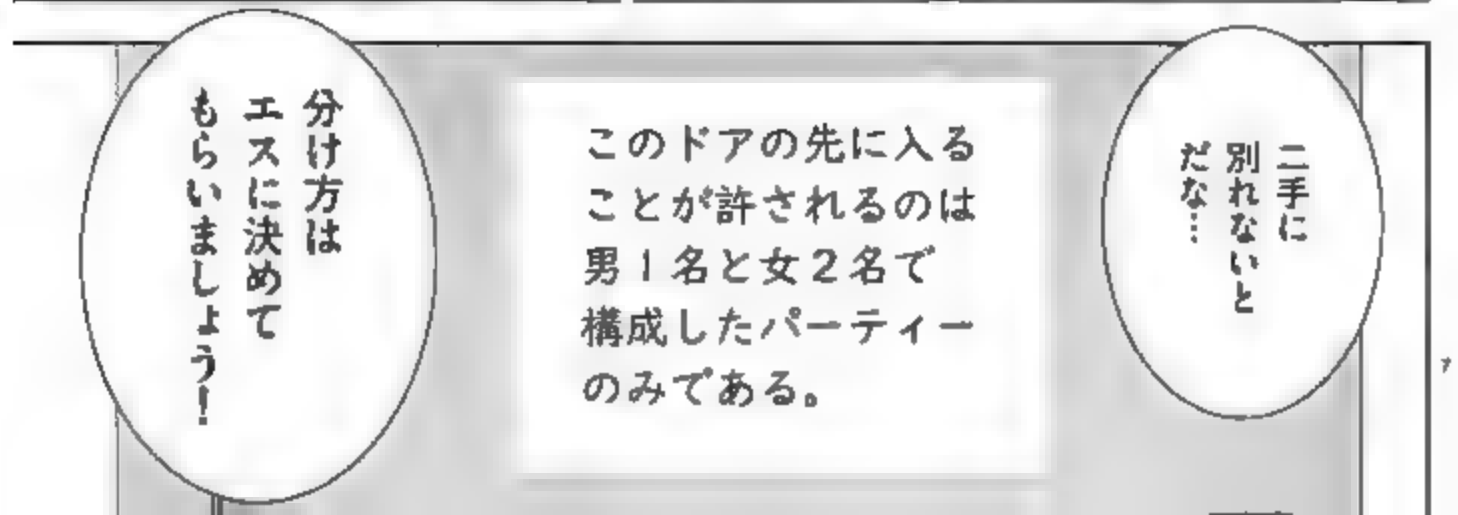 二手に
別れないと
だな…
このドアの先に入る
ことが許されるのは
男1名と女2名で
構成したパーティー
のみである。
分け方は
エスに決めて
もらいましょう!